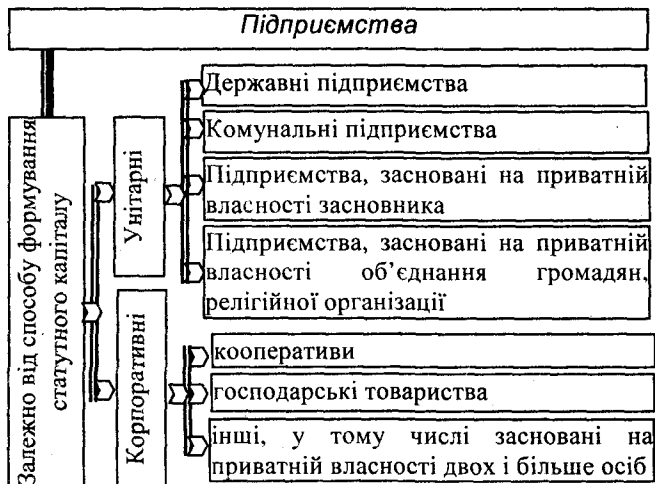 Підприємства
Залежно від способу формування
статутного капіталу
Унітарні
Державні підприємства
Комунальні підприємства
Підприємства, засновані на приватній
власності засновника
Підприємства, засновані на приватній
власності об’єднання громадян,
релігійної організації
Корпоративні
кооперативи
господарські товариства
інші, у тому числі засновані на
приватній власності двох і більше осіб